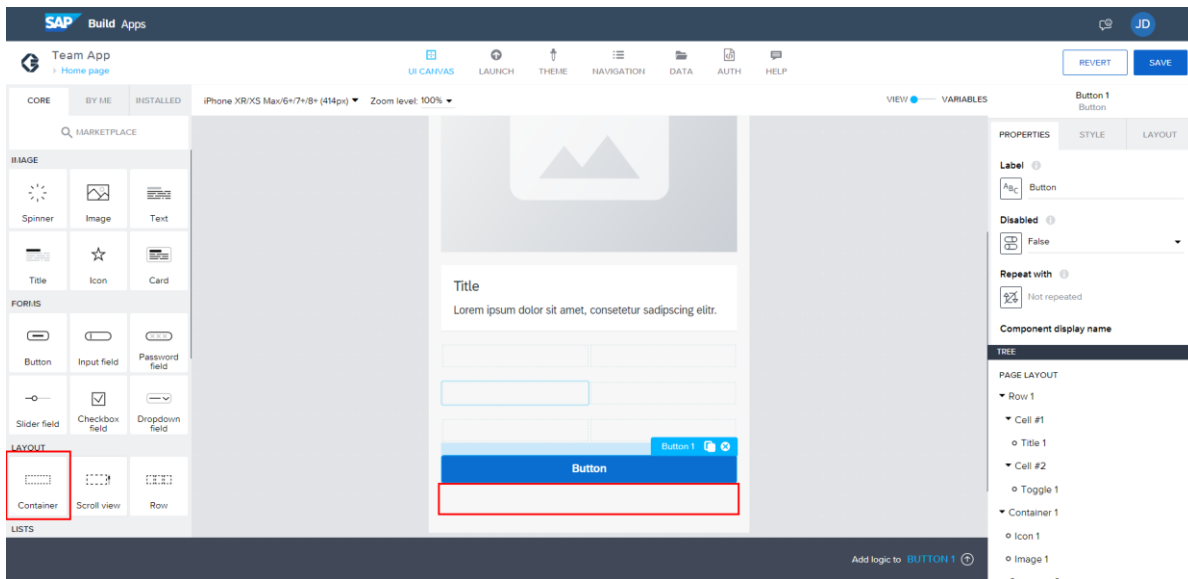 SAP Build Apps
JD
Team App
Home page
UI CANVAS LAUNCH THEME NAVIGATION DATA AUTH HELP
REVERT SAVE
CORE BY ME INSTALLED
iPhone XR/XS Max/6+/7+/8+ (414px) Zoom level: 100%
VIEW VARIABLES
Button 1
Button
MARKETPLACE
PROPERTIES STYLE LAYOUT
IMAGE
Spinner Image Text
Title Icon Card
FORMS
Button Input field Password field
Slider field Checkbox field Dropdown field
LAYOUT
Container Scroll view Row
LISTS
Title
Lorem ipsum dolor sit amet, consetetur sadipscing elitr.
Button 1
Button
Label
ABC Button
Disabled
False
Repeat with
Not repeated
Component display name
TREE
PAGE LAYOUT
Row 1
Cell #1
Title 1
Cell #2
Toggle 1
Container 1
Icon 1
Image 1
Add logic to BUTTON 1